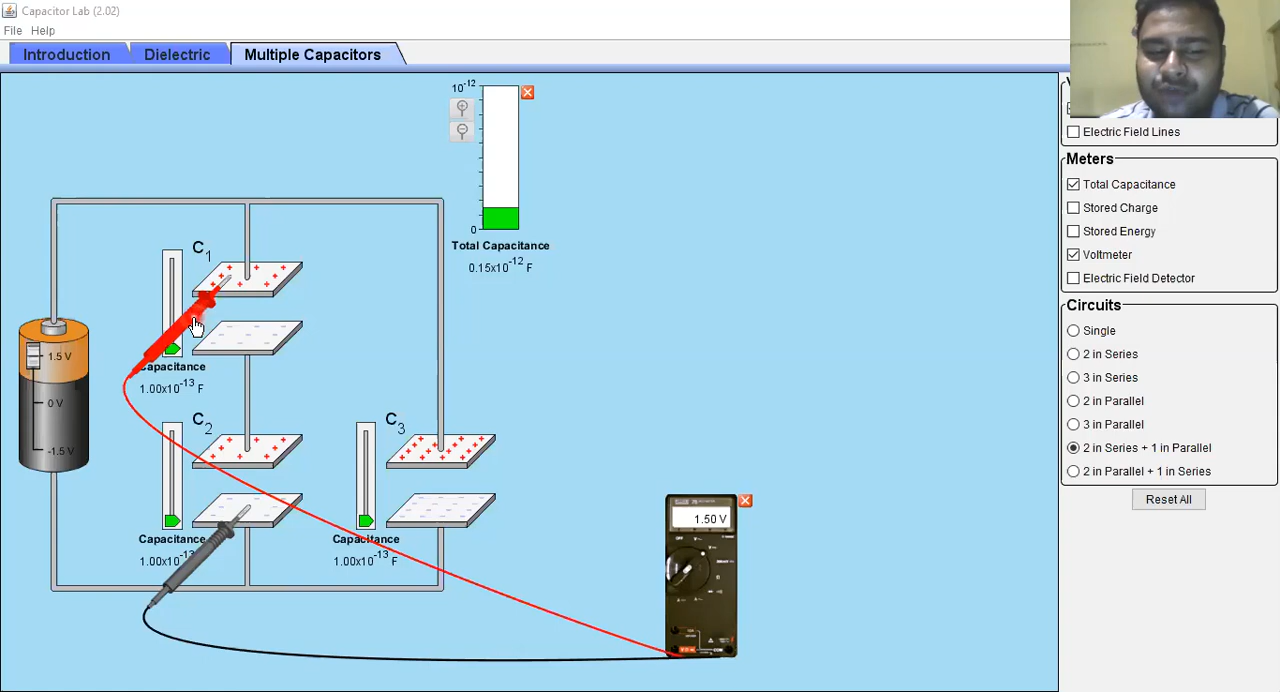 Capacitor Lab (2.02)
File Help
Introduction Dielectric Multiple Capacitors
Electric Field Lines
Meters
Total Capacitance
Stored Charge
Stored Energy
Voltmeter
Electric Field Detector
Circuits
Single
2 in Series
3 in Series
2 in Parallel
3 in Parallel
2 in Series + 1 in Parallel
2 in Parallel + 1 in Series
Reset All
10-12
0
Total Capacitance
0.15x10-12 F
C1
1.5 V
0 V
-1.5 V
Capacitance
1.00x10-13 F
C2
C3
Capacitance
1.00x10-13 F
Capacitance
1.00x10-13 F
1.50 V